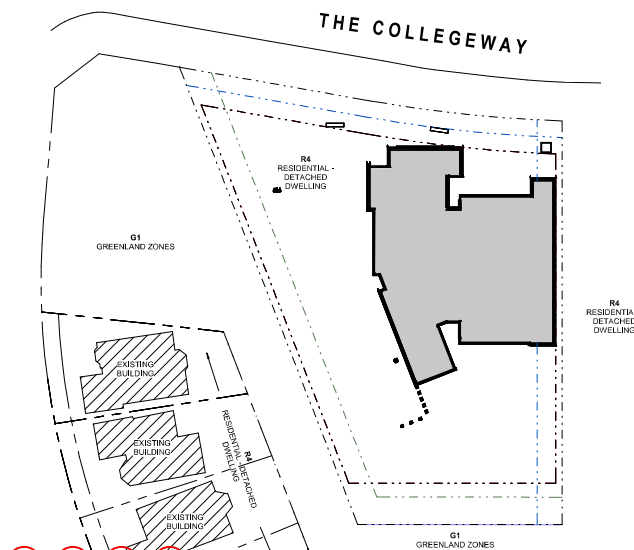 THE COLLEGEWAY
R4
RESIDENTIAL -
DETACHED
DWELLING
G1
GREENLAND ZONES
R4
RESIDENTIAL
DETACHED
DWELLING
EXISTING
BUILDING
EXISTING
BUILDING
R4
RESIDENTIAL - DETACHED
DWELLING
EXISTING
BUILDING
G1
GREENLAND ZONES